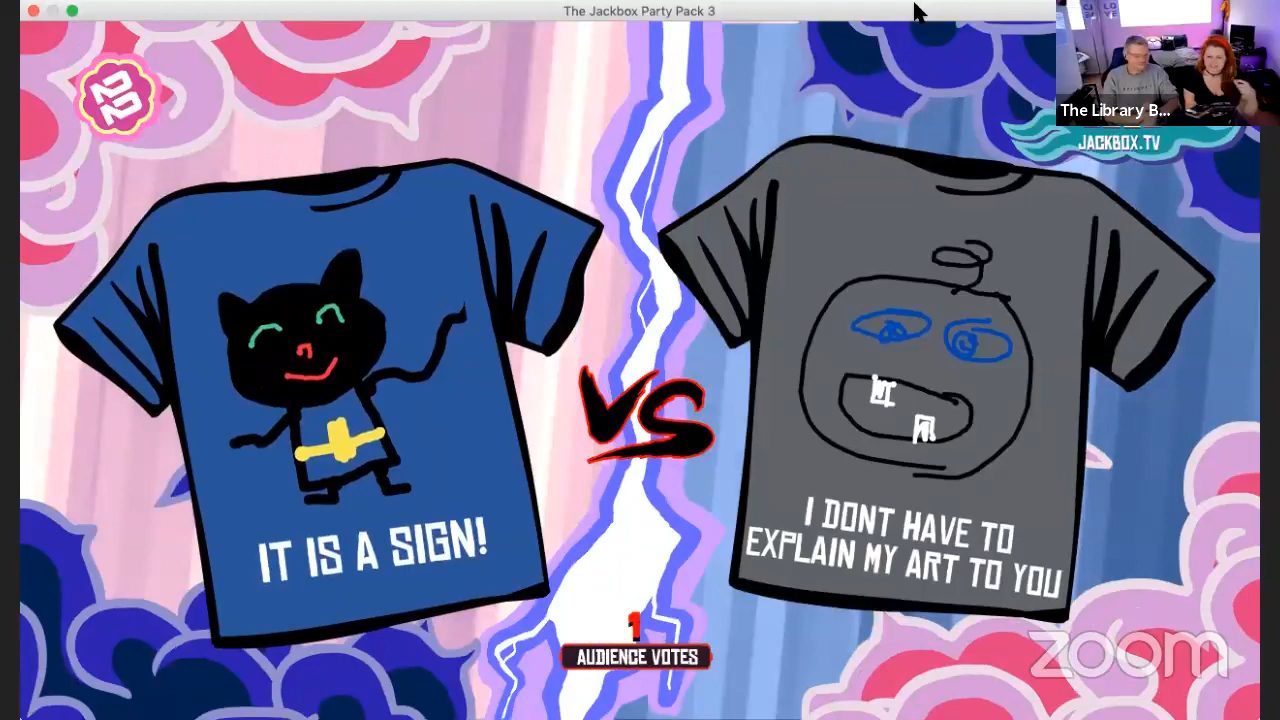 The Jackbox Party Pack 3
The Library B...
JACKBOX.TV
VS
IT IS A SIGN!
I DONT HAVE TO
EXPLAIN MY ART TO YOU
1
AUDIENCE VOTES
zoom